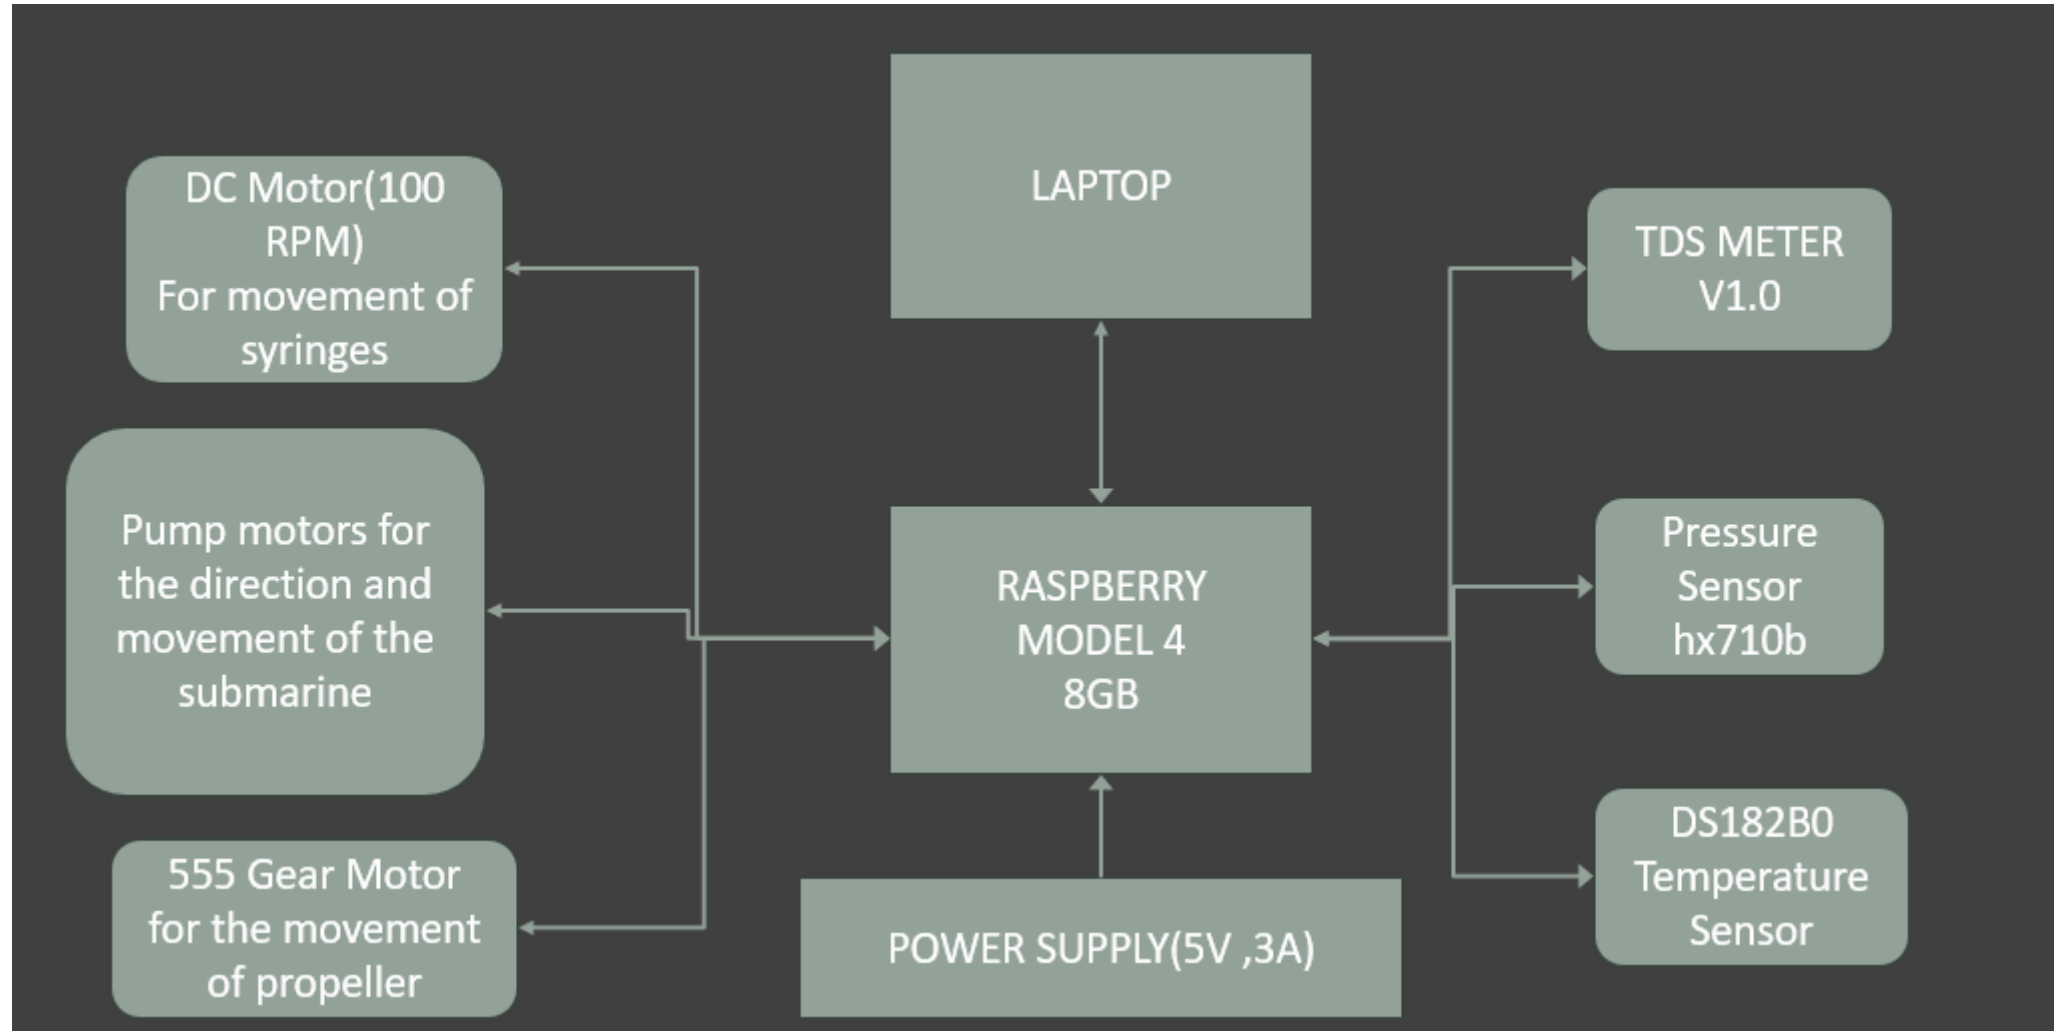 LAPTOP
DC Motor(100
RPM)
For movement of
syringes
TDS METER
V1.0
Pump motors for
the direction and
movement of the
submarine
RASPBERRY
MODEL 4
8GB
Pressure
Sensor
hx710b
555 Gear Motor
for the movement
of propeller
POWER SUPPLY(5V ,3A)
DS182B0
Temperature
Sensor